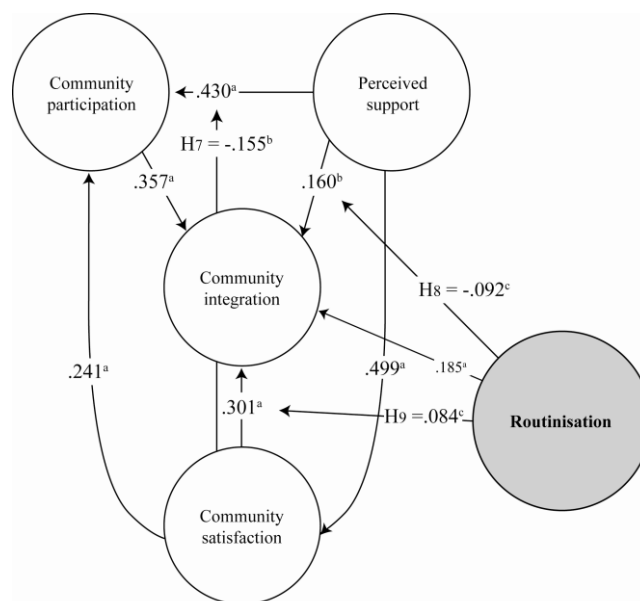 Community
participation
Perceived
support
.430ᵃ
H7 = -.155ᵇ
.357ᵃ
.160ᵇ
Community
integration
H8 = -.092ᶜ
.185ᵃ
.241ᵃ
.499ᵃ
.301ᵃ
H9 =.084ᶜ
Routinisation
Community
satisfaction